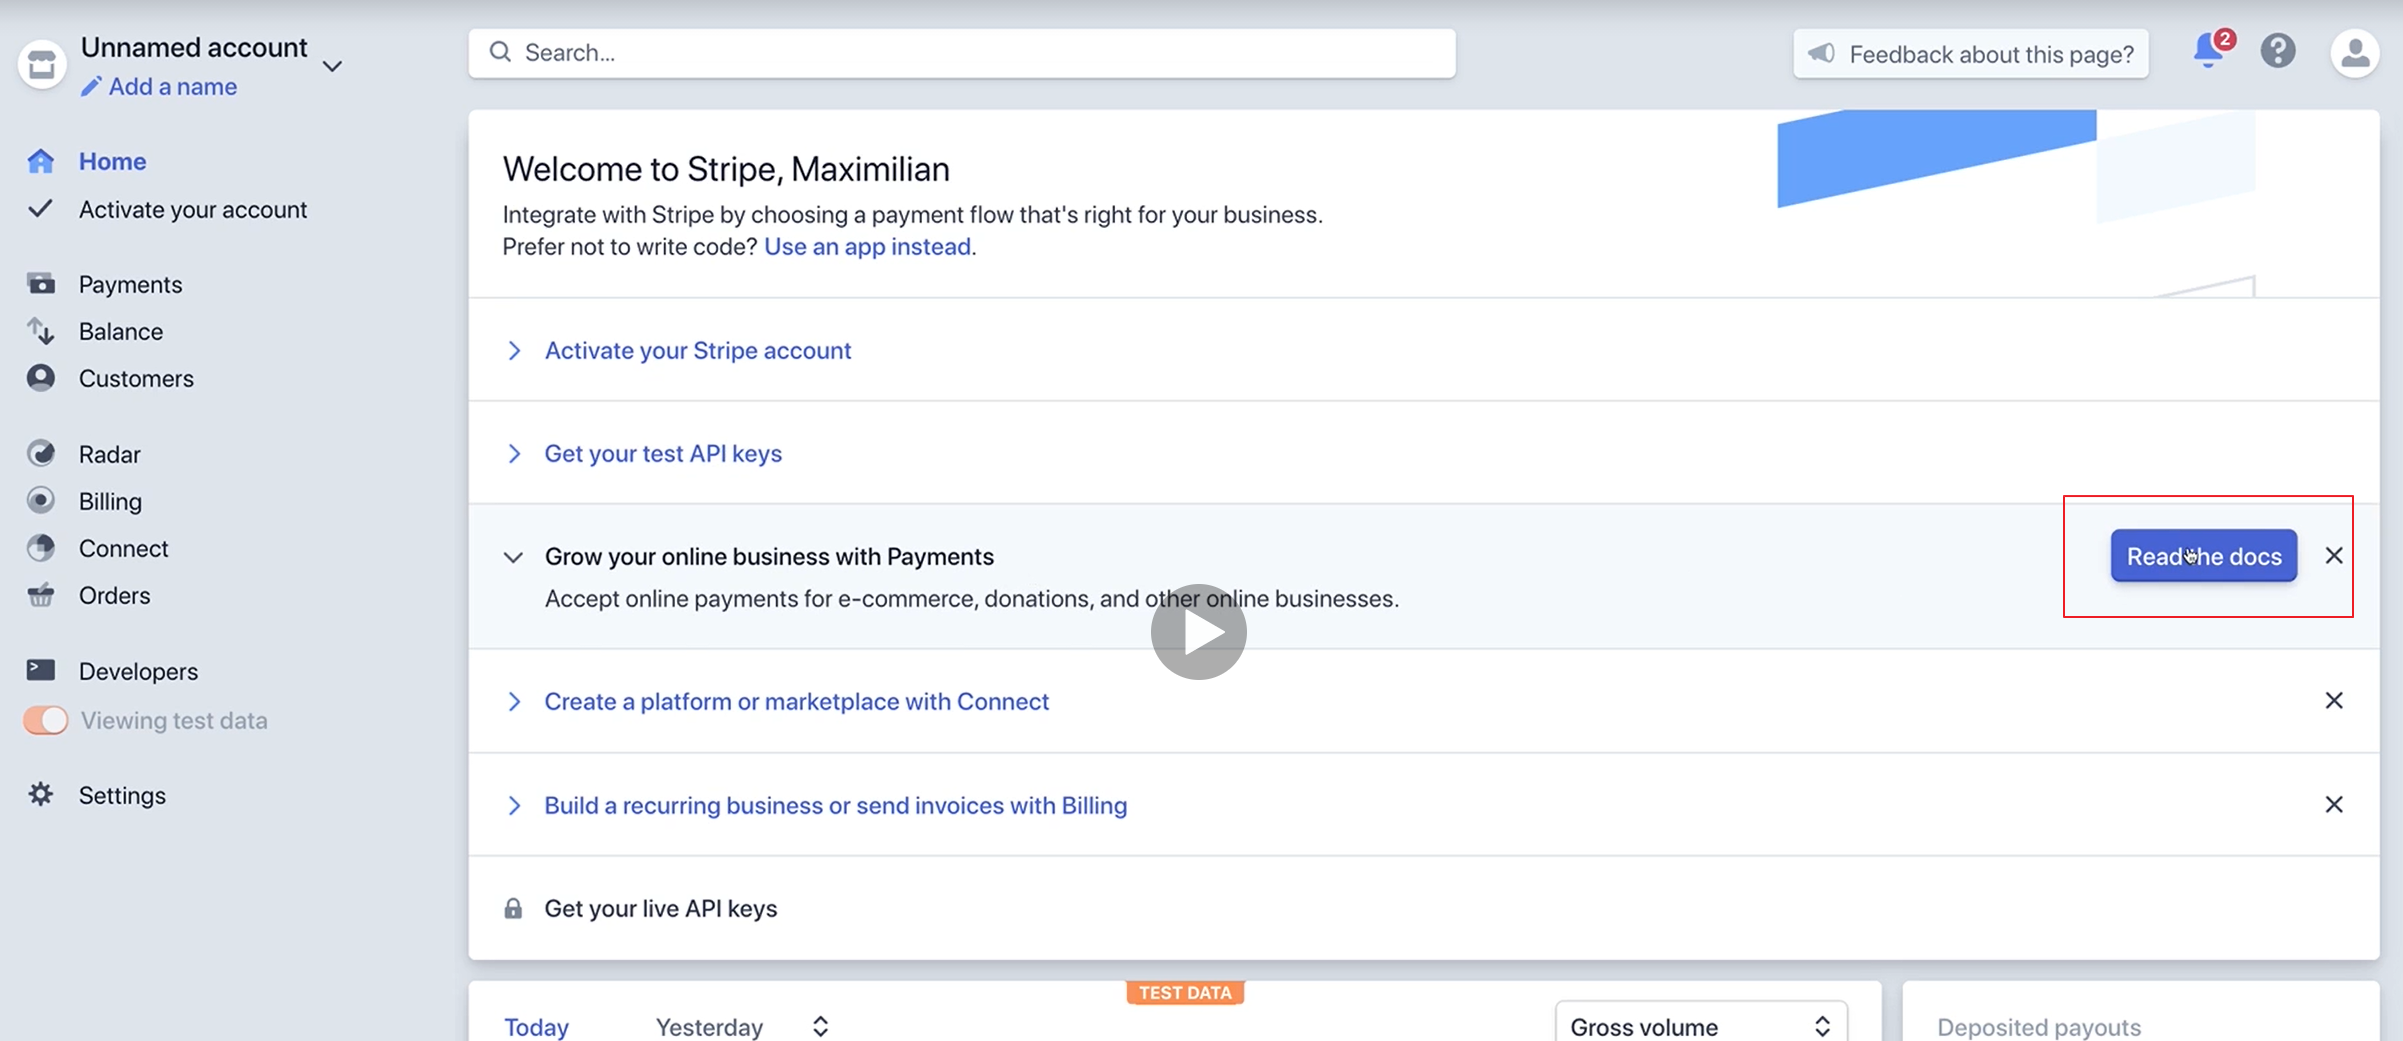 Unnamed account
Add a name
Search...
Feedback about this page?
2
Home
Activate your account
Payments
Balance
Customers
Radar
Billing
Connect
Orders
Developers
Viewing test data
Settings
Welcome to Stripe, Maximilian
Integrate with Stripe by choosing a payment flow that's right for your business.
Prefer not to write code? Use an app instead.
Activate your Stripe account
Get your test API keys
Grow your online business with Payments
Accept online payments for e-commerce, donations, and other online businesses.
Read the docs
Create a platform or marketplace with Connect
Build a recurring business or send invoices with Billing
Get your live API keys
TEST DATA
Today
Yesterday
Gross volume
Deposited payouts